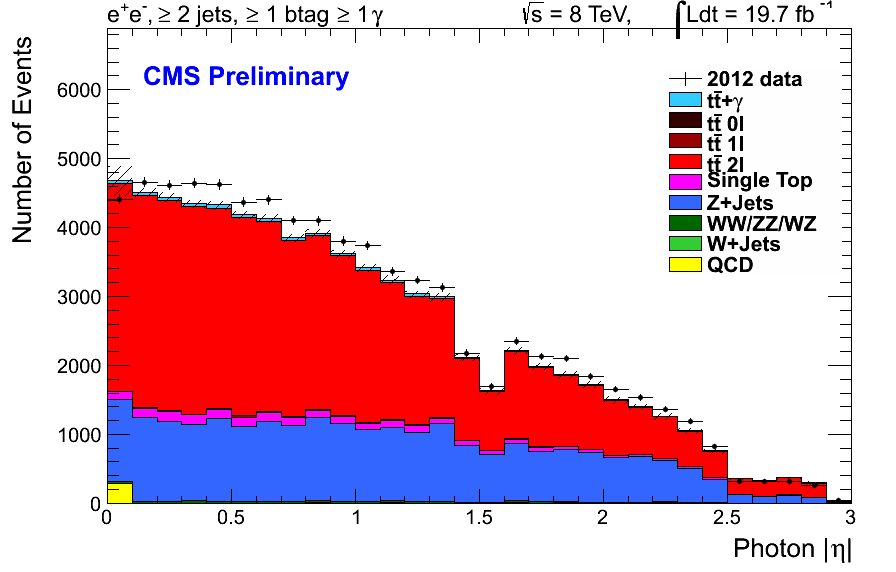 e⁺e⁻, ≥ 2 jets, ≥ 1 btag ≥ 1 γ
√s = 8 TeV, ∫Ldt = 19.7 fb⁻¹
CMS Preliminary
Number of Events
6000
5000
4000
3000
2000
1000
0
2012 data
tt̄+γ
tt̄ 0l
tt̄ 1l
tt̄ 2l
Single Top
Z+Jets
WW/ZZ/WZ
W+Jets
QCD
0 0.5 1 1.5 2 2.5 3
Photon |η|